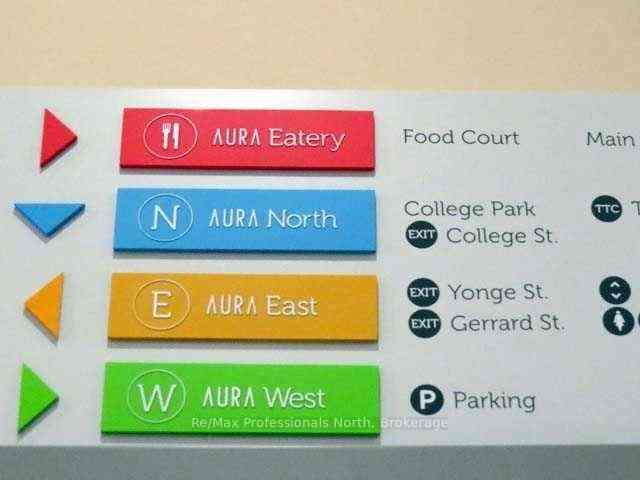 AURA Eatery Food Court Main
N AURA North College Park TTC
EXIT College St.
E AURA East EXIT Yonge St.
EXIT Gerrard St.
W AURA West P Parking
Re/Max Professionals North, Brokerage